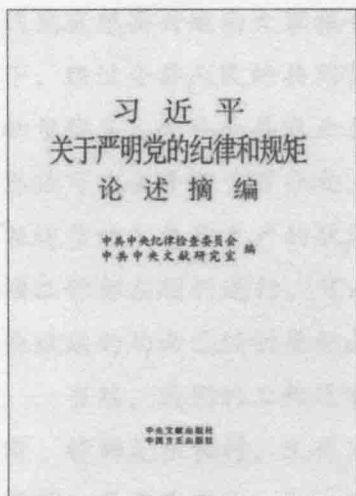 习近平
关于严明党的纪律和规矩
论述摘编
中共中央纪律检查委员会
中共中央文献研究室 编
中央文献出版社
中国方正出版社